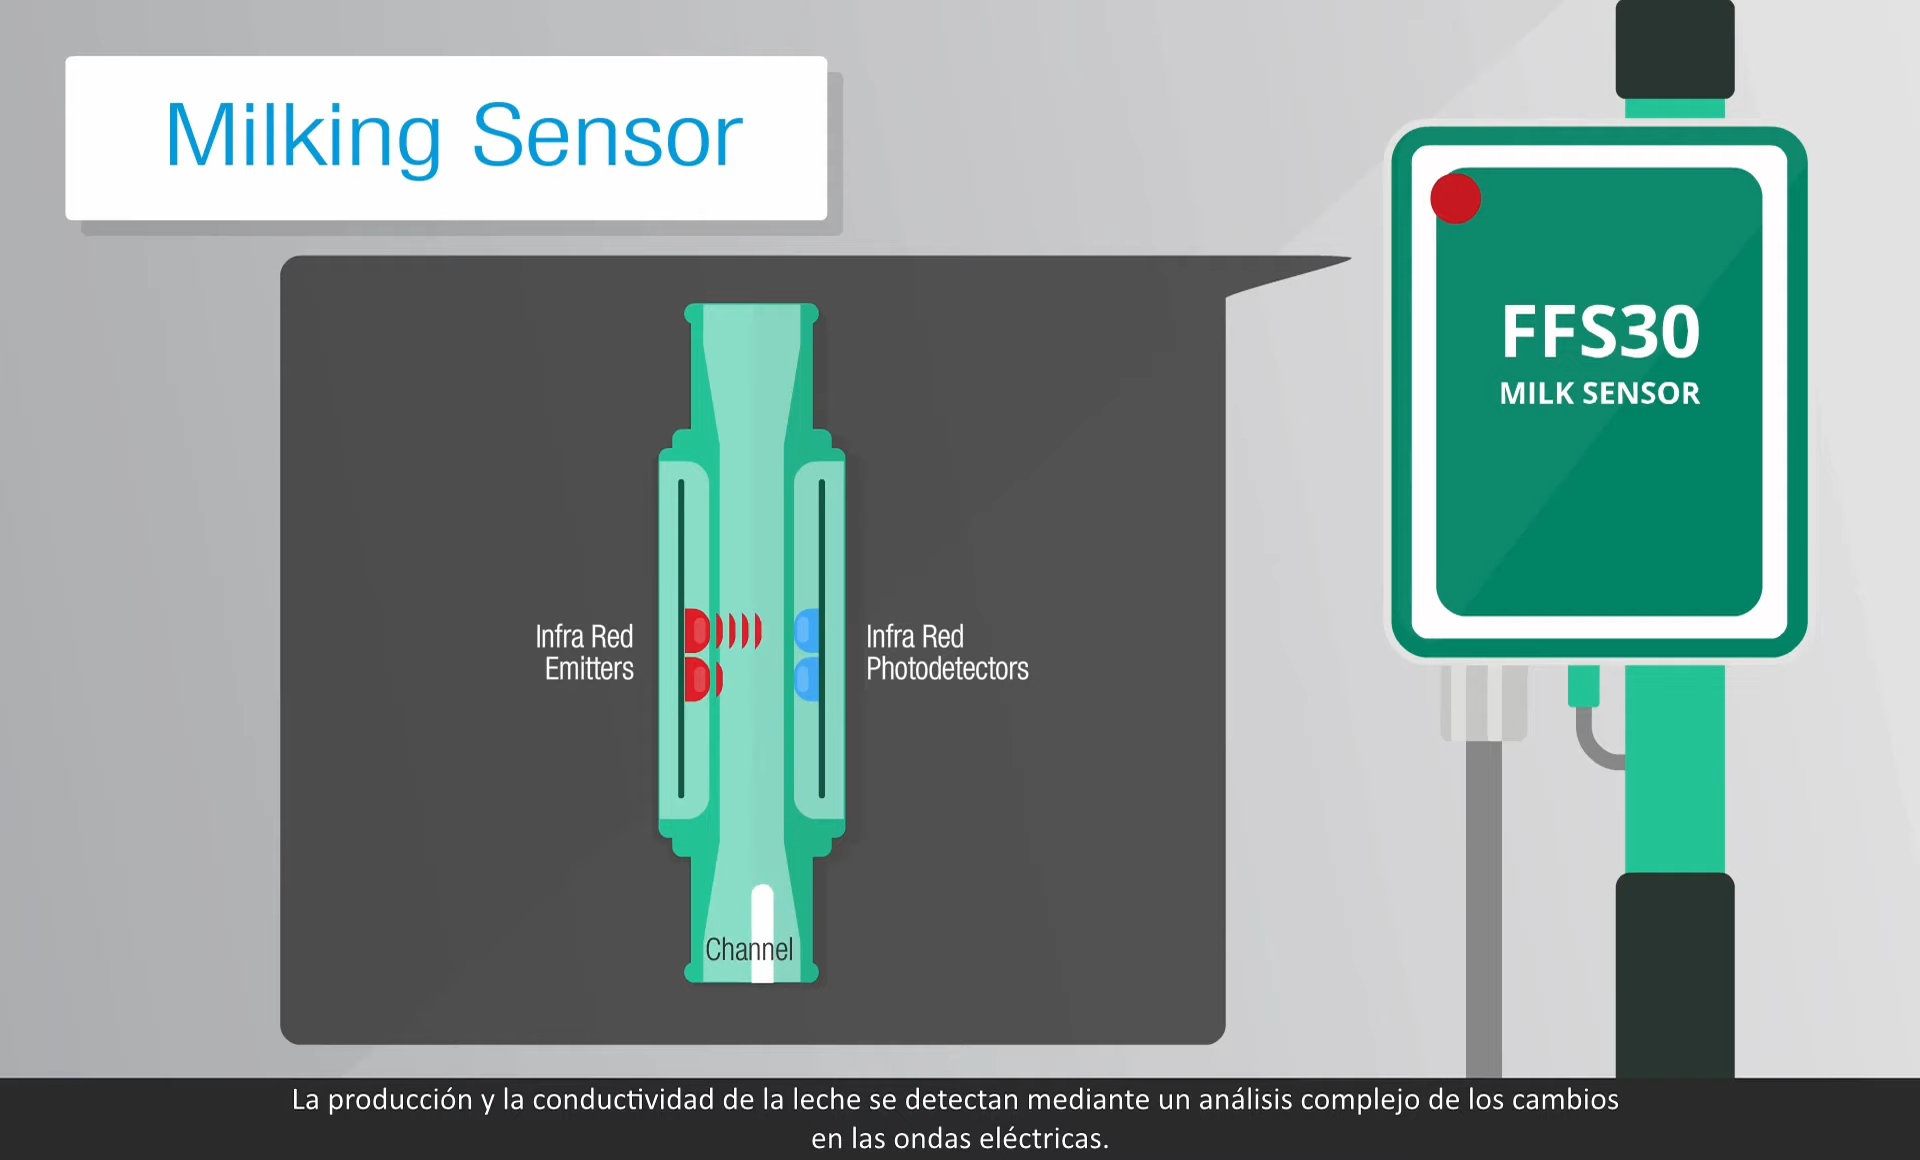 Milking Sensor
FFS30
MILK SENSOR
Infra Red
Emitters
Infra Red
Photodetectors
Channel
La producción y la conductividad de la leche se detectan mediante un análisis complejo de los cambios
en las ondas eléctricas.